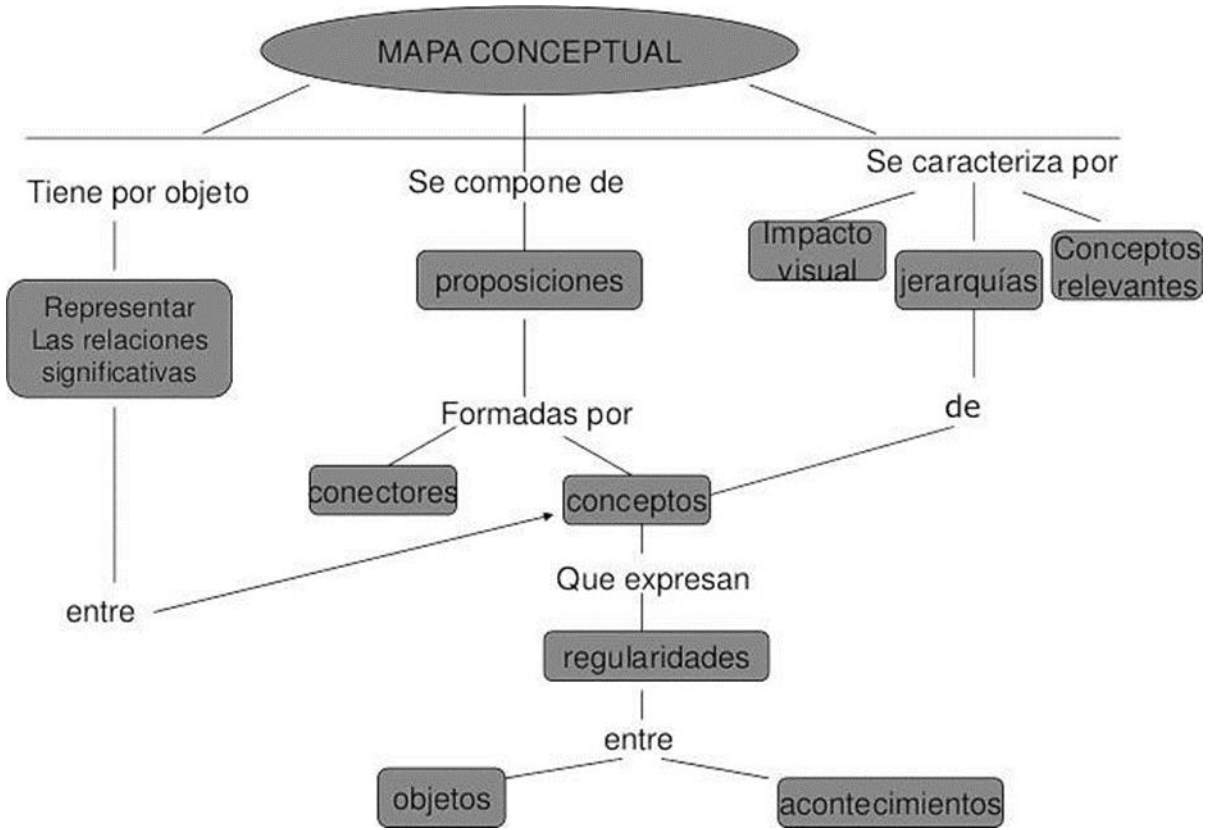 MAPA CONCEPTUAL
Tiene por objeto
Representar
Las relaciones
significativas
entre
Se compone de
proposiciones
Formadas por
conectores
conceptos
Que expresan
regularidades
entre
objetos
acontecimientos
Se caracteriza por
Impacto
visual
jerarquías
Conceptos
relevantes
de